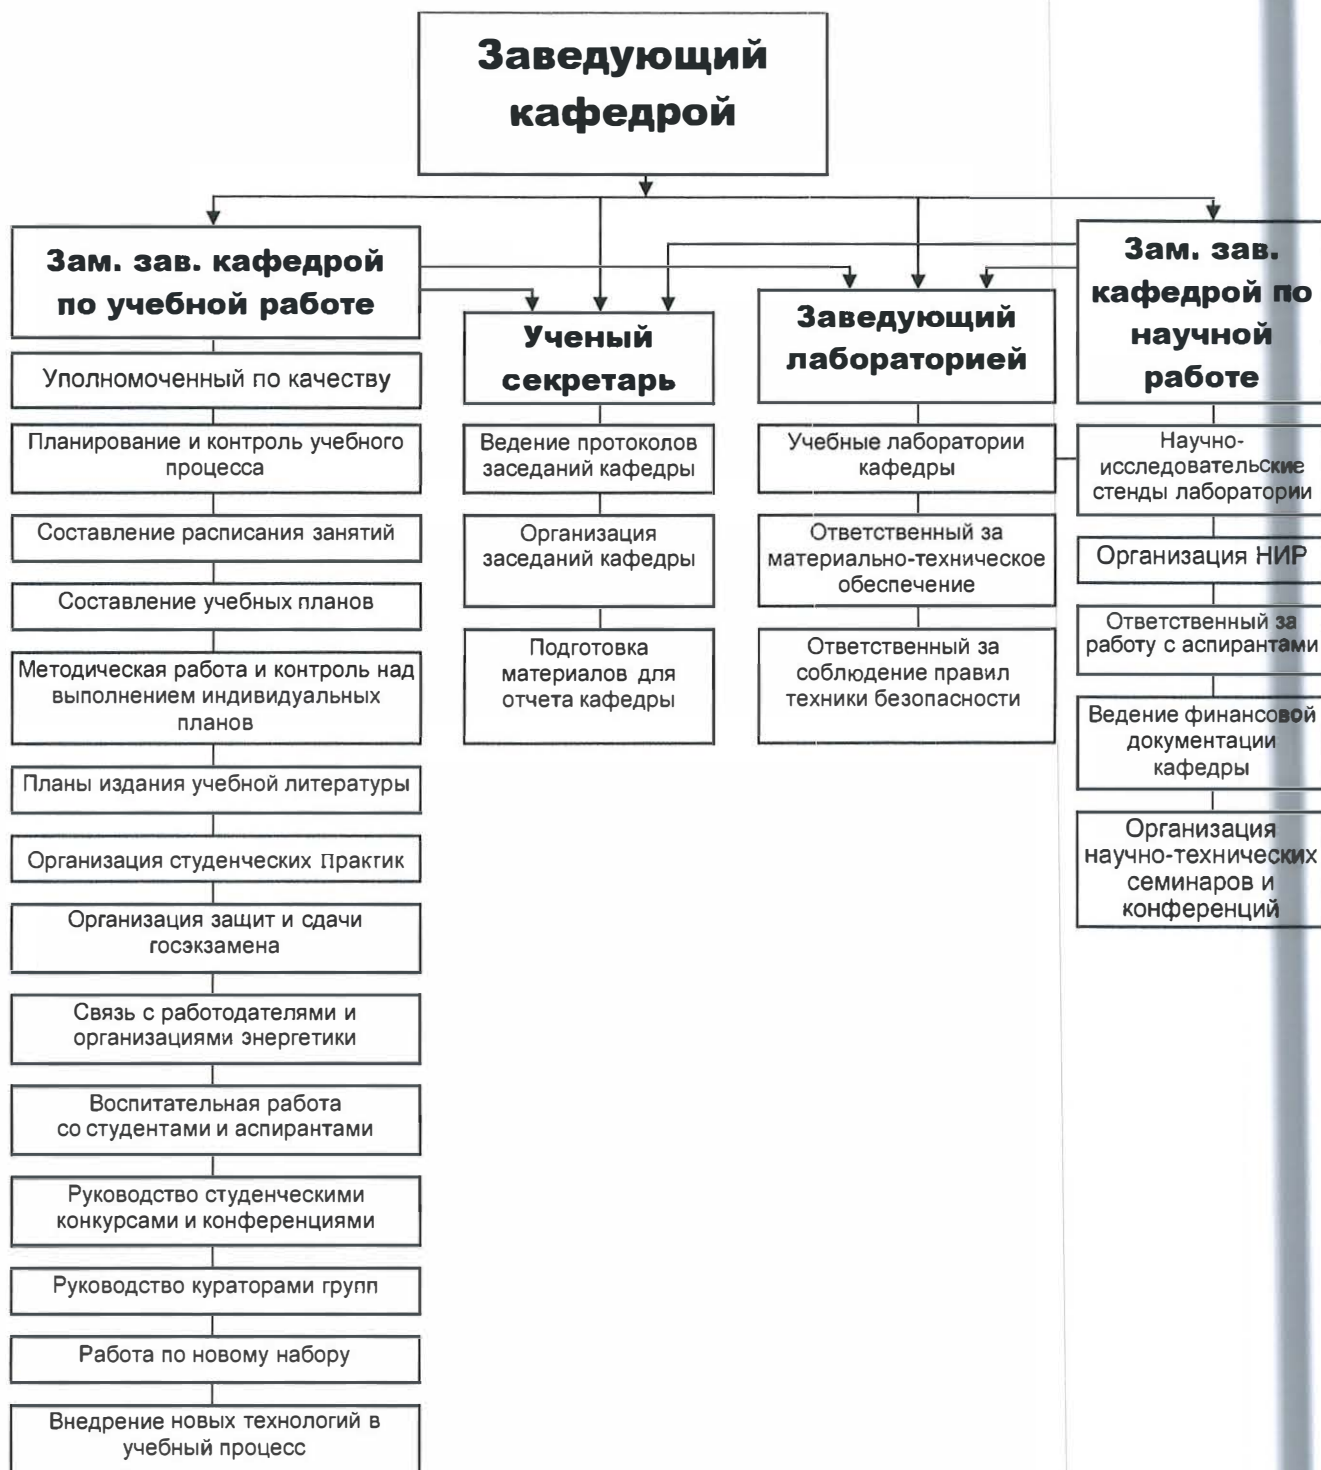 Заведующий
кафедрой
Зам. зав. кафедрой
по учебной работе
Уполномоченный по качеству
Планирование и контроль учебного
процесса
Составление расписания занятий
Составление учебных планов
Методическая работа и контроль над
выполнением индивидуальных
планов
Планы издания учебной литературы
Организация студенческих Практик
Организация защит и сдачи
госэкзамена
Связь с работодателями и
организациями энергетики
Воспитательная работа
со студентами и аспирантами
Руководство студенческими
конкурсами и конференциями
Руководство кураторами групп
Работа по новому набору
Внедрение новых технологий в
учебный процесс
Ученый
секретарь
Ведение протоколов
заседаний кафедры
Организация
заседаний кафедры
Подготовка
материалов для
отчета кафедры
Заведующий
лабораторией
Учебные лаборатории
кафедры
Ответственный за
материально-техническое
обеспечение
Ответственный за
соблюдение правил
техники безопасности
Зам. зав.
кафедрой по
научной
работе
Научно-
исследовательские
стенды лаборатории
Организация НИР
Ответственный за
работу с аспирантами
Ведение финансовой
документации
кафедры
Организация
научно-технических
семинаров и
конференций